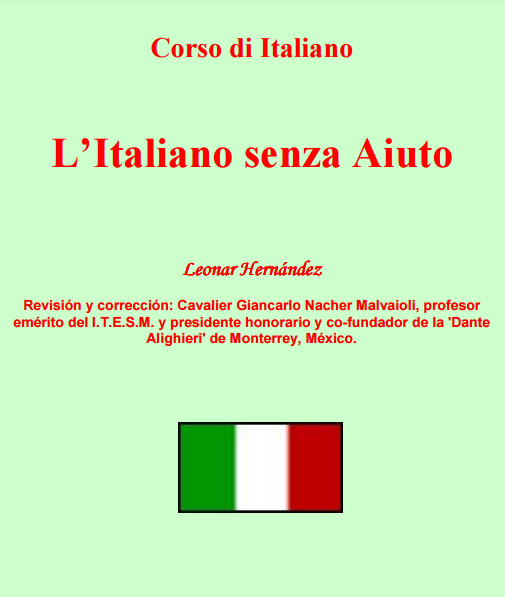 Corso di Italiano
L’Italiano senza Aiuto
Leonar Hernández
Revisión y corrección: Cavalier Giancarlo Nacher Malvaioli, profesor
emérito del I.T.E.S.M. y presidente honorario y co-fundador de la 'Dante
Alighieri' de Monterrey, México.